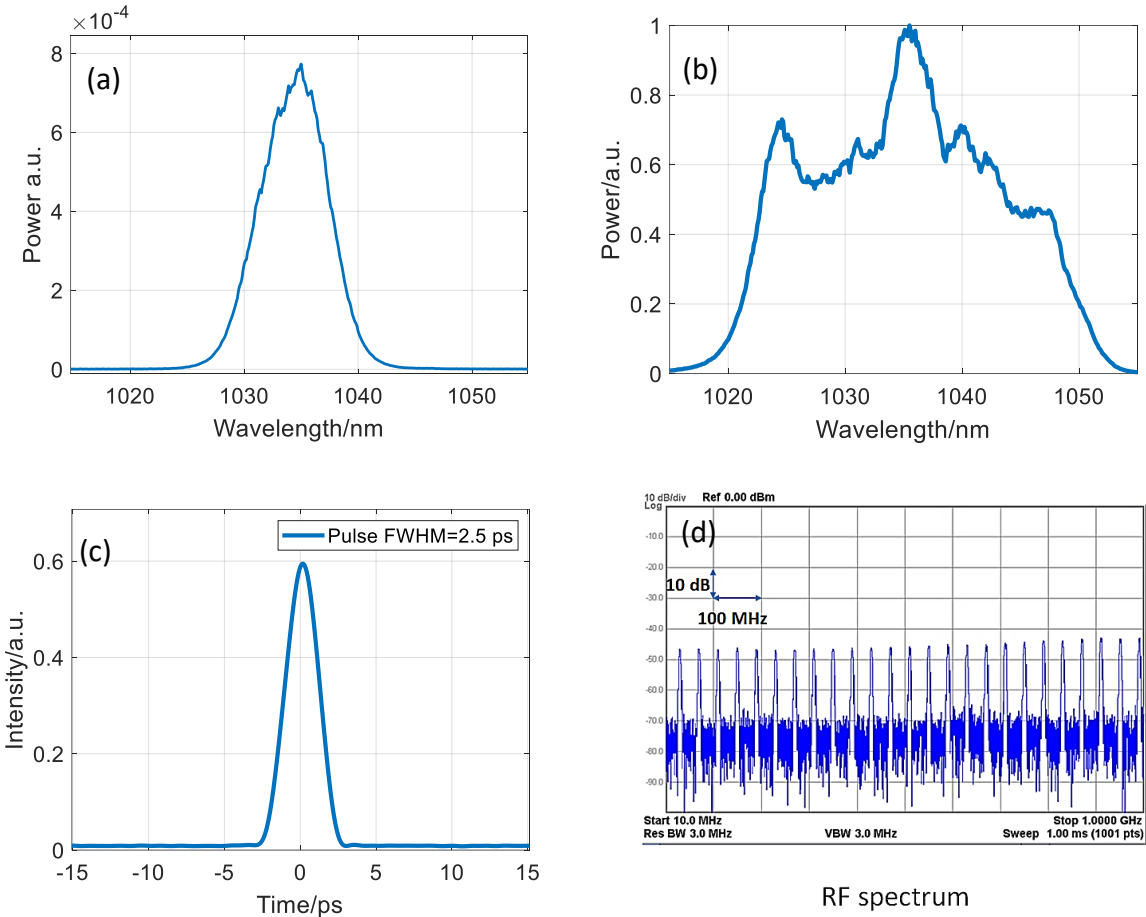 ×10⁻⁴
(a)
8
6
4
2
0
Power a.u.
1020
1030
1040
1050
Wavelength/nm
(b)
1
0.8
0.6
0.4
0.2
0
Power/a.u.
1020
1030
1040
1050
Wavelength/nm
(c)
Pulse FWHM=2.5 ps
0.6
0.4
0.2
0
Intensity/a.u.
-15
-10
-5
0
5
10
15
Time/ps
10 dB/div Ref 0.00 dBm
Log
(d)
-10.0
-20.0
10 dB
-30.0
100 MHz
-40.0
-50.0
-60.0
-70.0
-80.0
-90.0
Start 10.0 MHz Stop 1.0000 GHz
Res BW 3.0 MHz VBW 3.0 MHz Sweep 1.00 ms (1001 pts)
RF spectrum